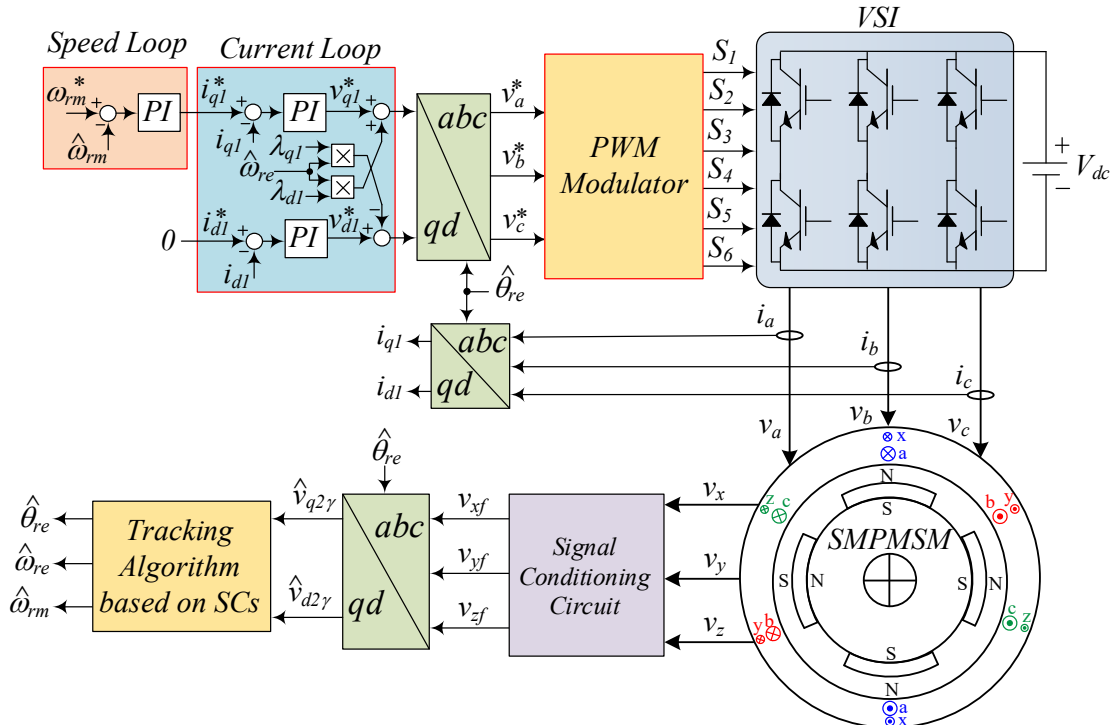 Speed Loop
Current Loop
VSI
ω*rm
+
-
ω̂rm
PI
i*q1
+
-
iq1
PI
v*q1
+
+
λq1
ω̂re
λd1
×
×
0
i*d1
+
-
id1
PI
v*d1
+
-
abc
qd
v*a
v*b
v*c
PWM
Modulator
S1
S2
S3
S4
S5
S6
+
-
Vdc
θ̂re
iq1
id1
abc
qd
ia
ib
ic
va
vb
vc
θ̂re
θ̂re
ω̂re
ω̂rm
Tracking
Algorithm
based on SCs
v̂q2γ
v̂d2γ
abc
qd
vxf
vyf
vzf
Signal
Conditioning
Circuit
vx
vy
vz
x
a
z
c
b
y
N
S
S
N
SMPMSM
S
N
y
b
c
z
S
N
a
x